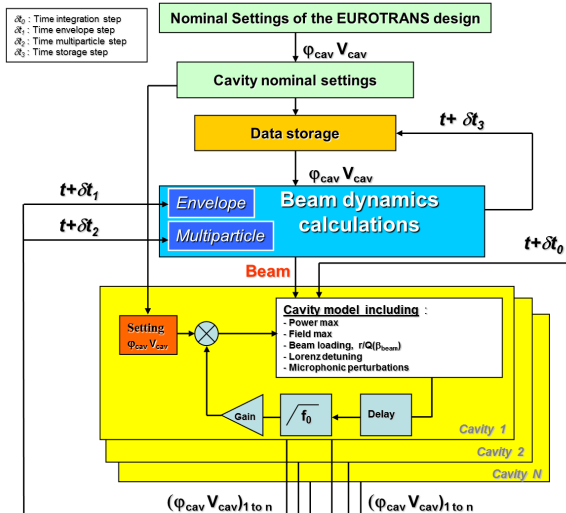 δt₀ : Time integration step
δt₁ : Time envelope step
δt₂ : Time multiparticle step
δt₃ : Time storage step
Nominal Settings of the EUROTRANS design
φcav Vcav
Cavity nominal settings
Data storage
t+ δt₃
φcav Vcav
t+δt₁
Envelope
Beam dynamics
calculations
t+δt₂
Multiparticle
t+δt₀
Beam
Cavity model including :
- Power max
- Field max
- Beam loading, r/Q(βbeam)
- Lorenz detuning
- Microphonic perturbations
Setting
φcav Vcav
Gain
f₀
Delay
Cavity 1
Cavity 2
Cavity N
(φcav Vcav)1 to n
(φcav Vcav)1 to n